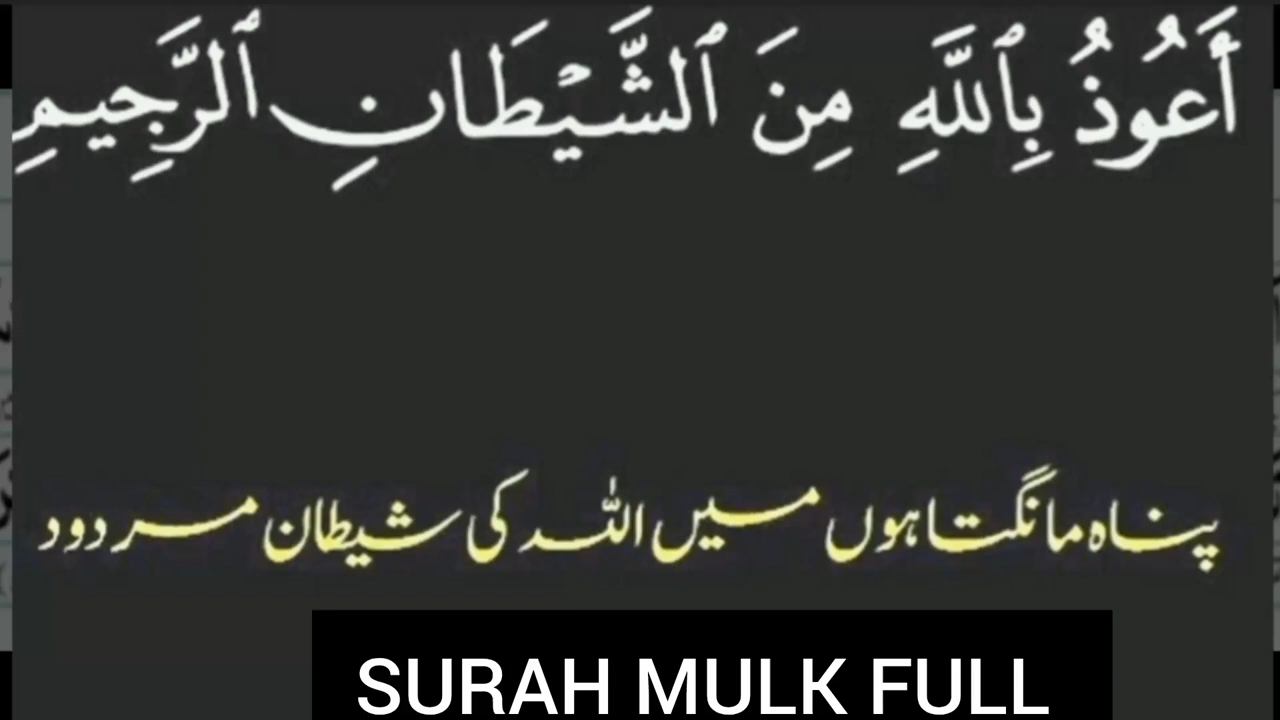 أَعُوذُ بِٱللَّهِ مِنَ ٱلشَّيْطَانِ ٱلرَّجِيمِ
پناہ مانگتا ہوں میں اللہ کی شیطان مردود
SURAH MULK FULL